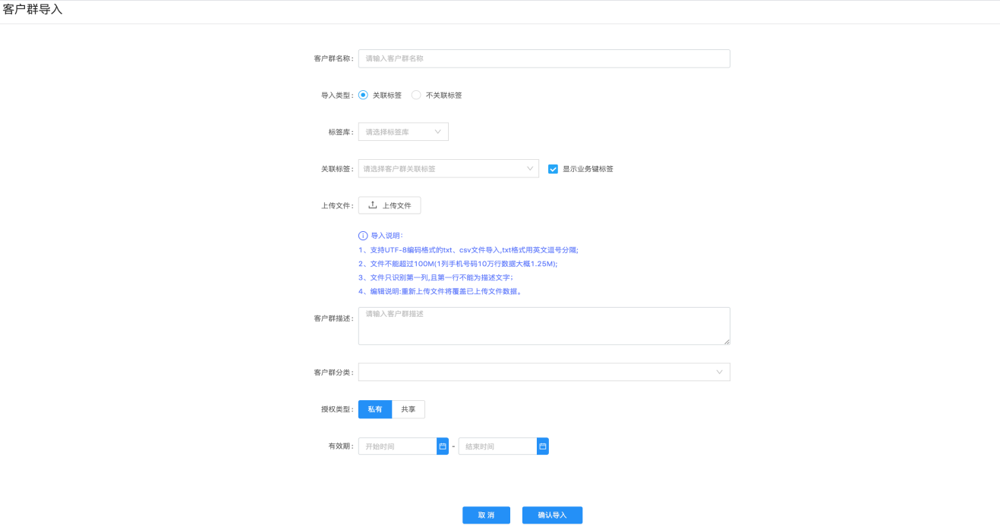 客户群导入
客户群名称: 请输入客户群名称
导入类型: 关联标签 不关联标签
标签库: 请选择标签库
关联标签: 请选择客户群关联标签 显示业务键标签
上传文件: 上传文件
导入说明:
1、支持UTF-8编码格式的txt、csv文件导入,txt格式用英文逗号分隔;
2、文件不能超过100M(1列手机号码10万行数据大概1.25M);
3、文件只识别第一列,且第一行不能为描述文字;
4、编辑说明:重新上传文件将覆盖已上传文件数据。
客户群描述: 请输入客户群描述
客户群分类:
授权类型: 私有 共享
有效期: 开始时间 - 结束时间
取消 确认导入